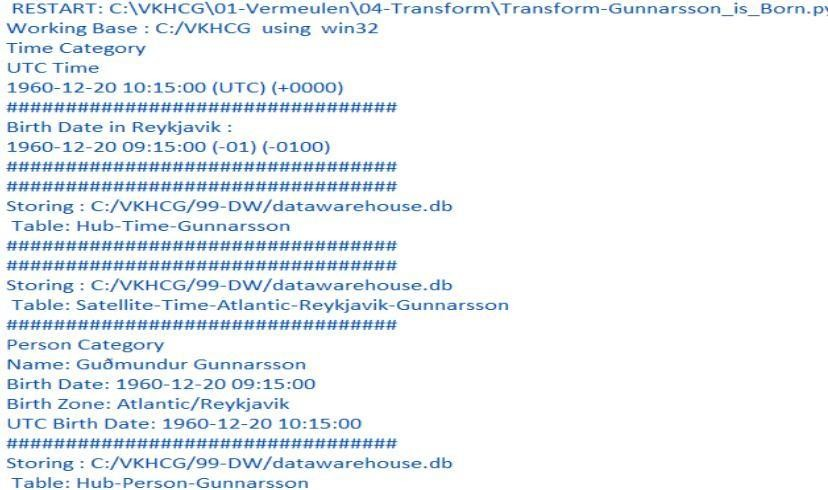 RESTART: C:\VKHCG\01-Vermeulen\04-Transform\Transform-Gunnarsson_is_Born.py
Working Base : C:/VKHCG using win32
Time Category
UTC Time
1960-12-20 10:15:00 (UTC) (+0000)
#################################
Birth Date in Reykjavik :
1960-12-20 09:15:00 (-01) (-0100)
#################################
#################################
Storing : C:/VKHCG/99-DW/datawarehouse.db
Table: Hub-Time-Gunnarsson
#################################
#################################
Storing : C:/VKHCG/99-DW/datawarehouse.db
Table: Satellite-Time-Atlantic-Reykjavik-Gunnarsson
#################################
Person Category
Name: Guðmundur Gunnarsson
Birth Date: 1960-12-20 09:15:00
Birth Zone: Atlantic/Reykjavik
UTC Birth Date: 1960-12-20 10:15:00
#################################
Storing : C:/VKHCG/99-DW/datawarehouse.db
Table: Hub-Person-Gunnarsson